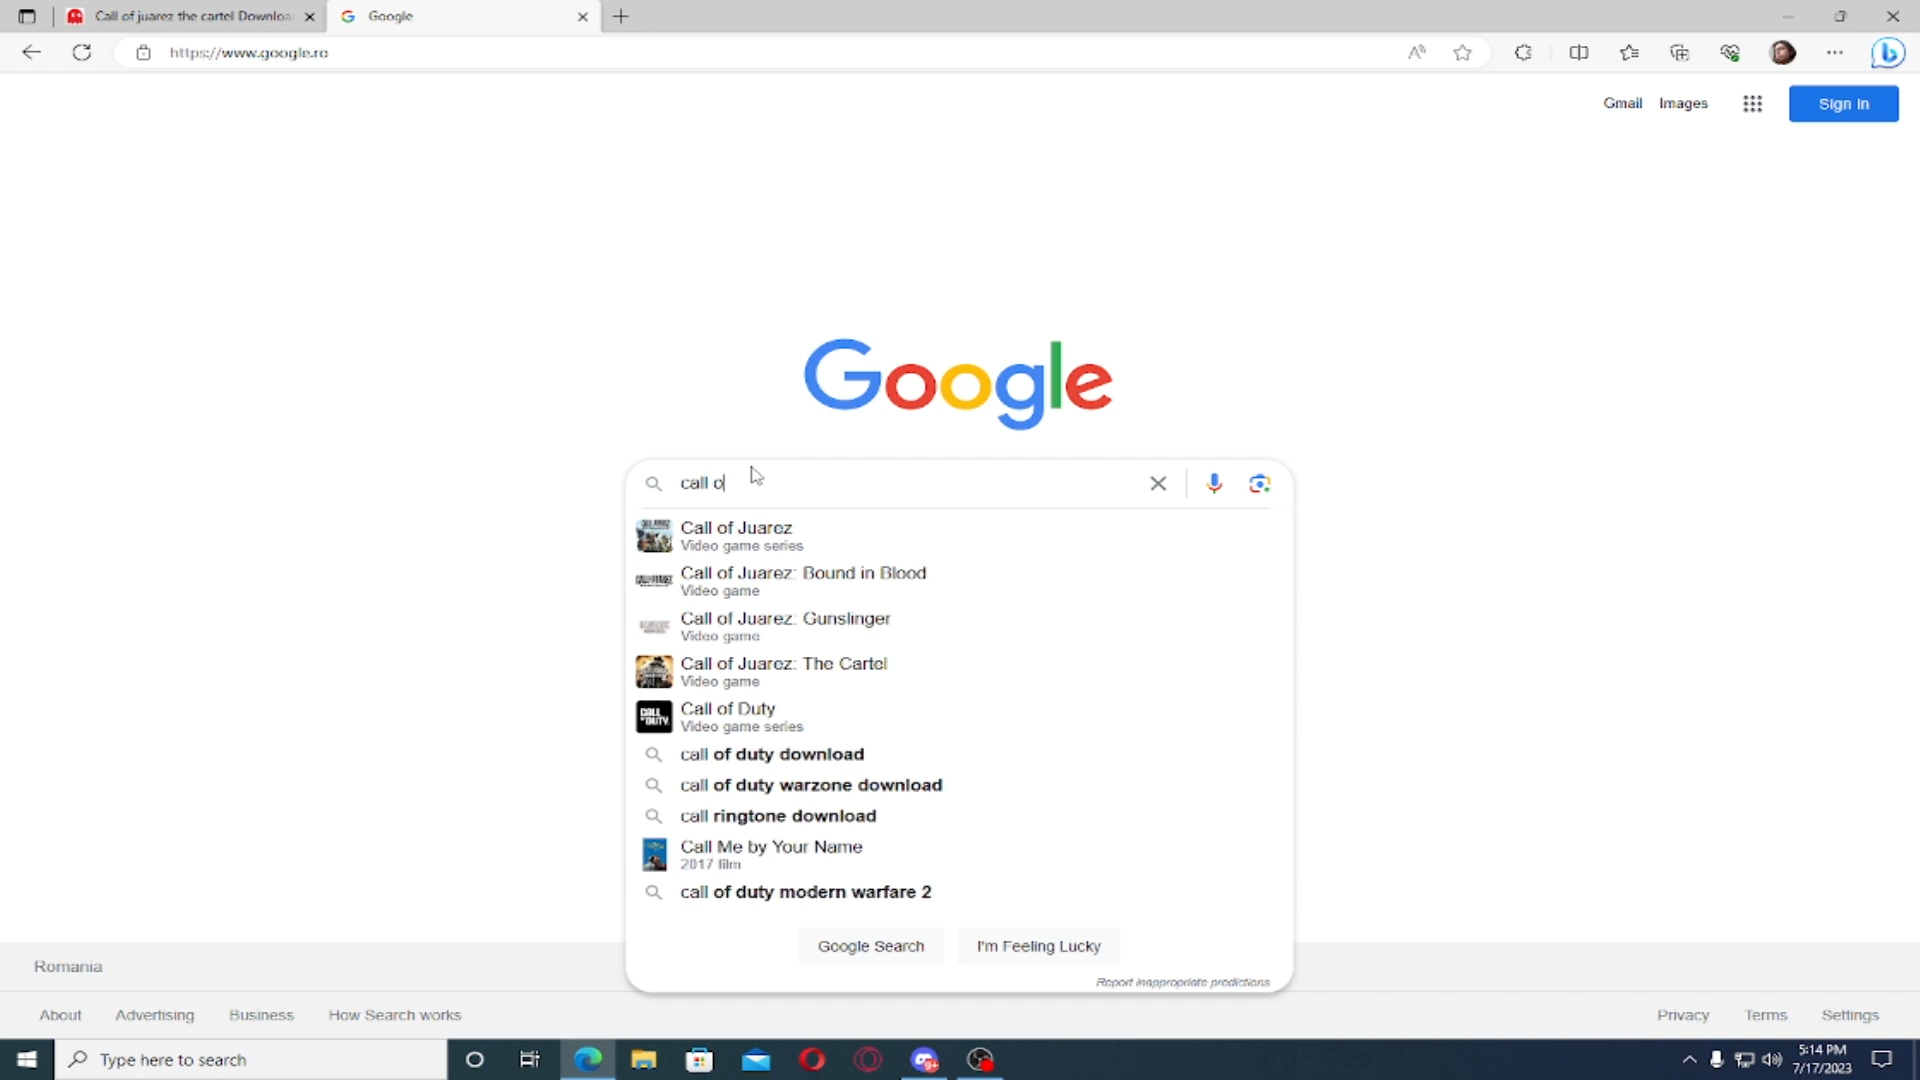 Call of juarez the cartel Downloa
Google
https://www.google.ro
Gmail Images Sign in
Google
call o
Call of Juarez
Video game series
Call of Juarez: Bound in Blood
Video game
Call of Juarez: Gunslinger
Video game
Call of Juarez: The Cartel
Video game
CALL OF DUTY
Call of Duty
Video game series
call of duty download
call of duty warzone download
call ringtone download
Call Me by Your Name
2017 film
call of duty modern warfare 2
Google Search I'm Feeling Lucky
Report inappropriate predictions
Romania
About Advertising Business How Search works Privacy Terms Settings
Type here to search
5:14 PM
7/17/2023